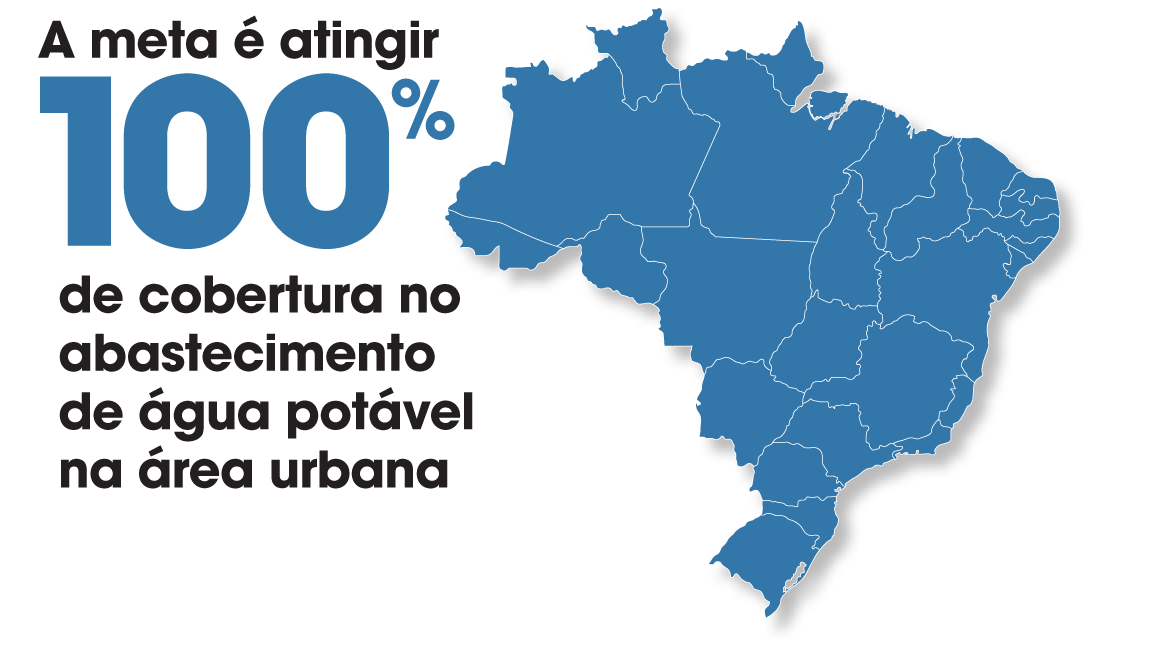 A meta é atingir
100%
de cobertura no
abastecimento
de água potável
na área urbana